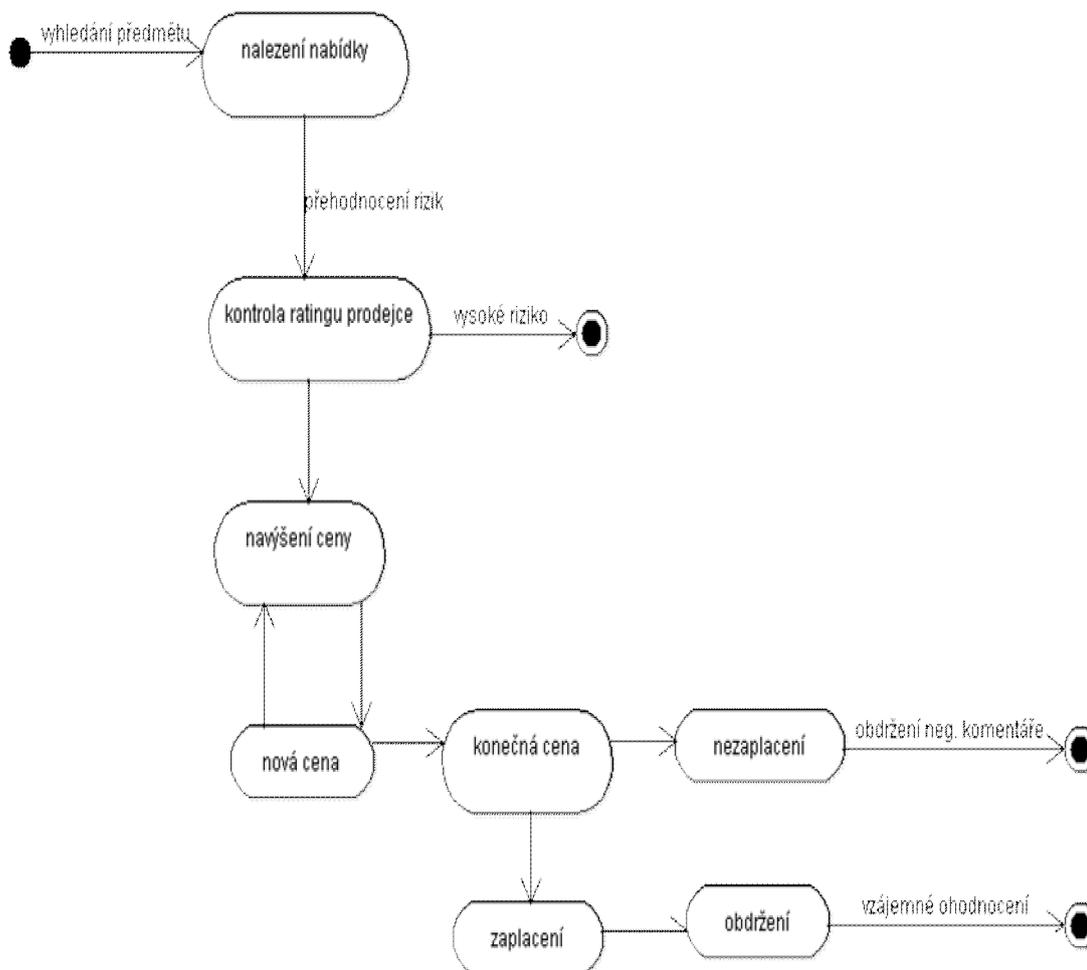 vyhledání předmětu
nalezení nabídky
přehodnocení rizik
kontrola ratingu prodejce
vysoké riziko
navýšení ceny
nová cena
konečná cena
nezaplacení
obdržení neg. komentáře
zaplacení
obdržení
vzájemné ohodnocení